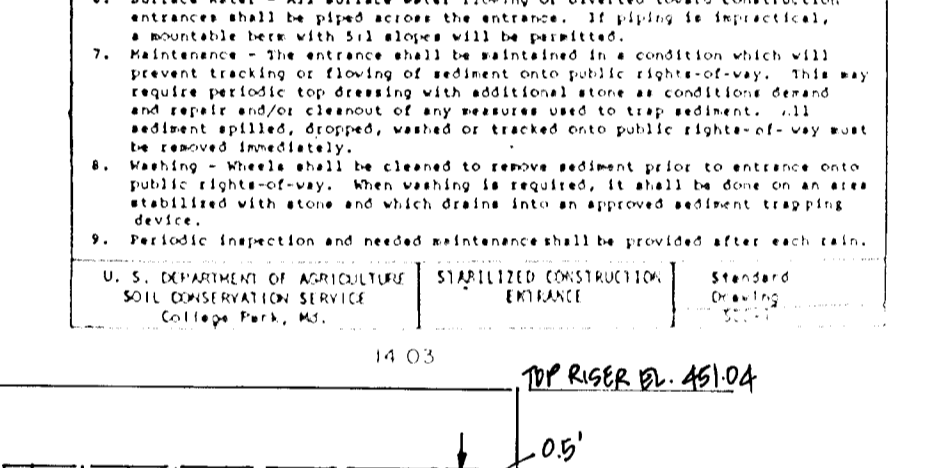 entrances shall be piped across the entrance. If piping is impractical,
a mountable berm with 5:1 slopes will be permitted.
7. Maintenance - The entrance shall be maintained in a condition which will
prevent tracking or flowing of sediment onto public rights-of-way. This may
require periodic top dressing with additional stone as conditions demand
and repair and/or cleanout of any measures used to trap sediment. All
sediment spilled, dropped, washed or tracked onto public rights-of-way must
be removed immediately.
8. Washing - Wheels shall be cleaned to remove sediment prior to entrance onto
public rights-of-way. When washing is required, it shall be done on an area
stabilized with stone and which drains into an approved sediment trapping
device.
9. Periodic inspection and needed maintenance shall be provided after each rain.
U. S. DEPARTMENT OF AGRICULTURE
SOIL CONSERVATION SERVICE
College Park, Md.
STABILIZED CONSTRUCTION
ENTRANCE
Standard
Drawing
14 03
TOP RISER EL. 451.04
0.5'